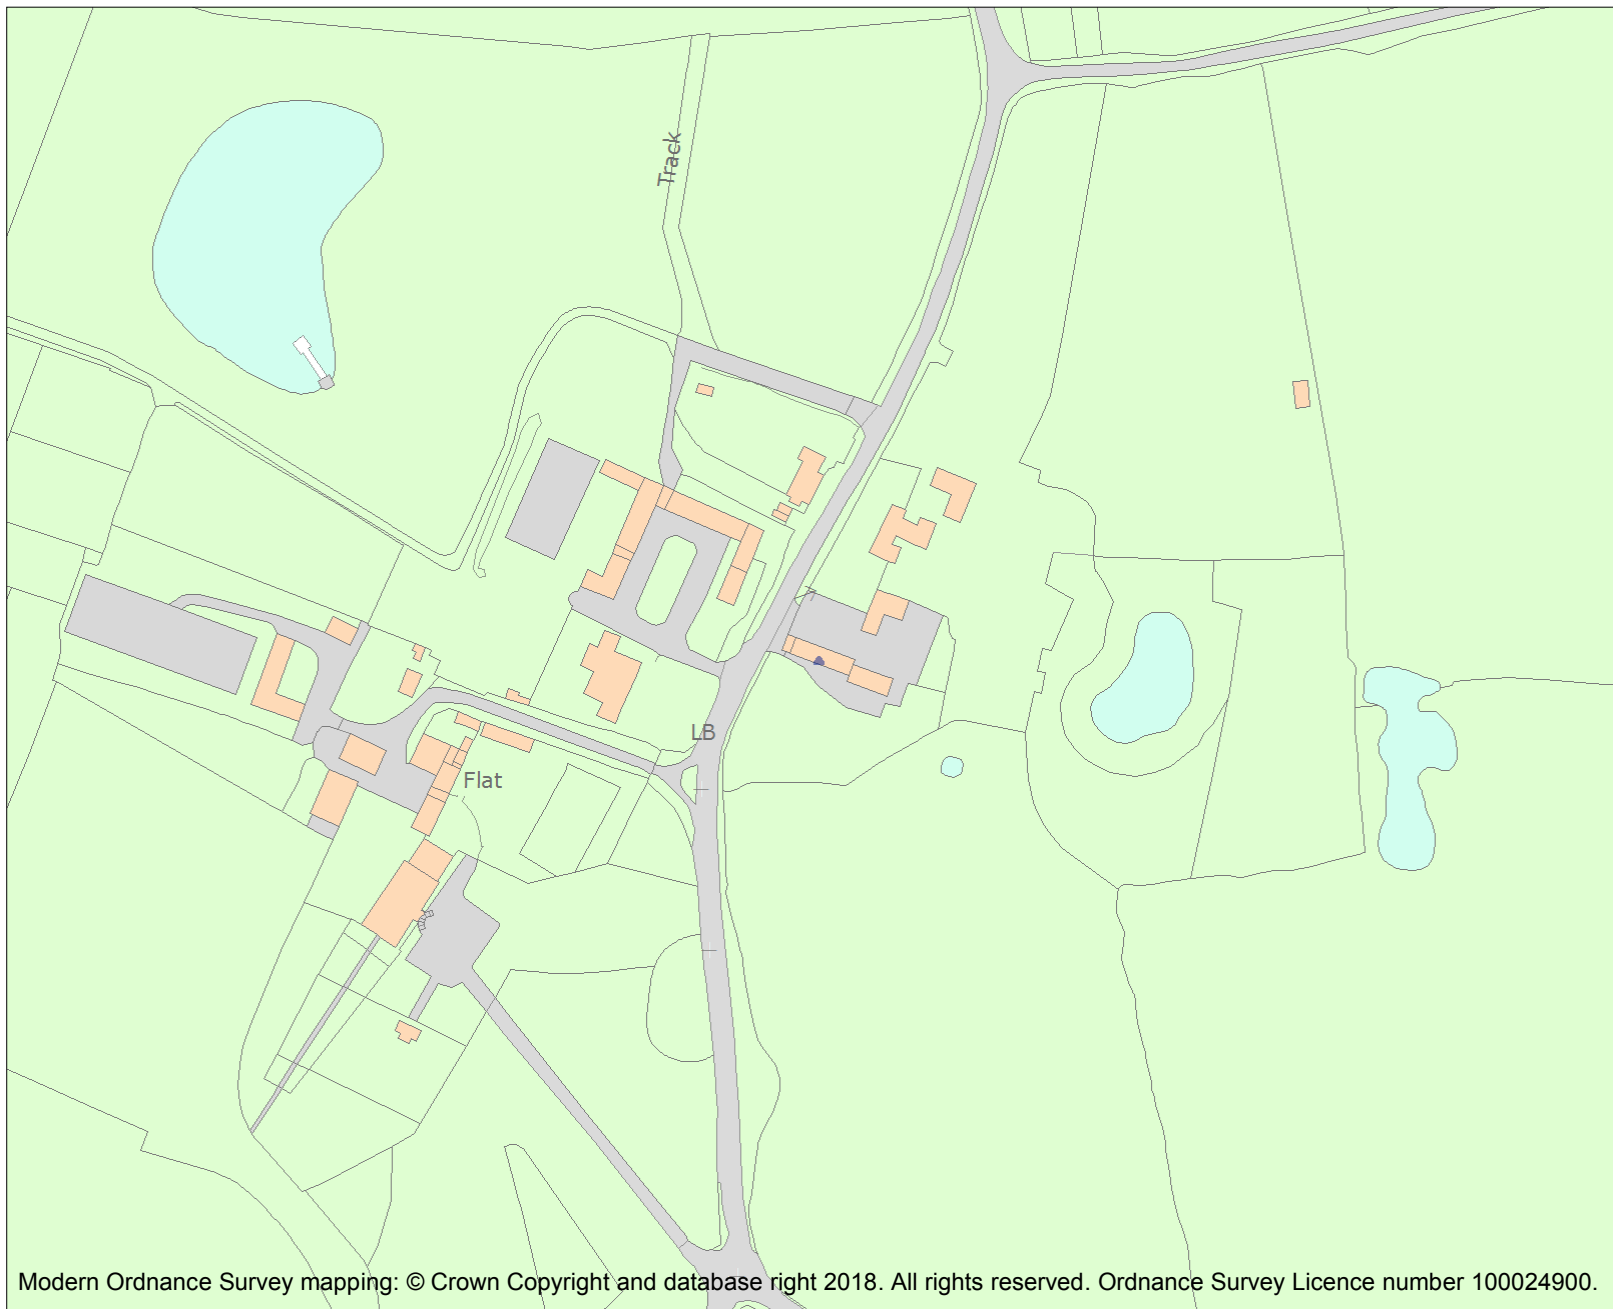 Track
LB
Flat
Modern Ordnance Survey mapping: © Crown Copyright and database right 2018. All rights reserved. Ordnance Survey Licence number 100024900.